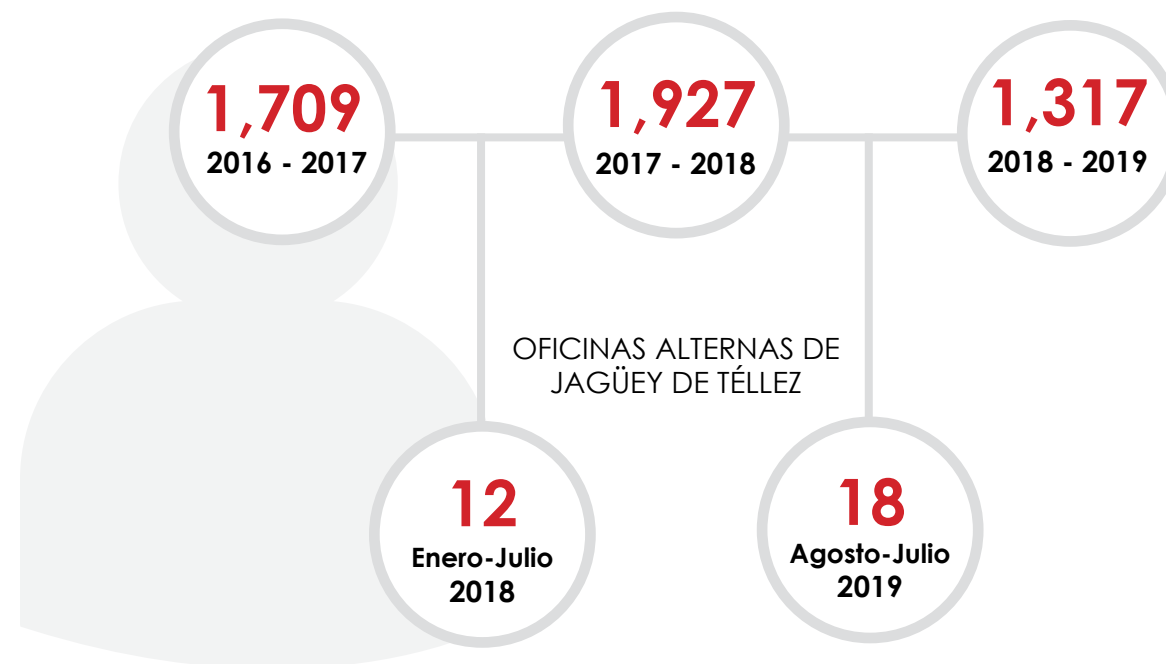 1,709
2016 - 2017
1,927
2017 - 2018
1,317
2018 - 2019
OFICINAS ALTERNAS DE
JAGÜEY DE TÉLLEZ
12
Enero-Julio
2018
18
Agosto-Julio
2019